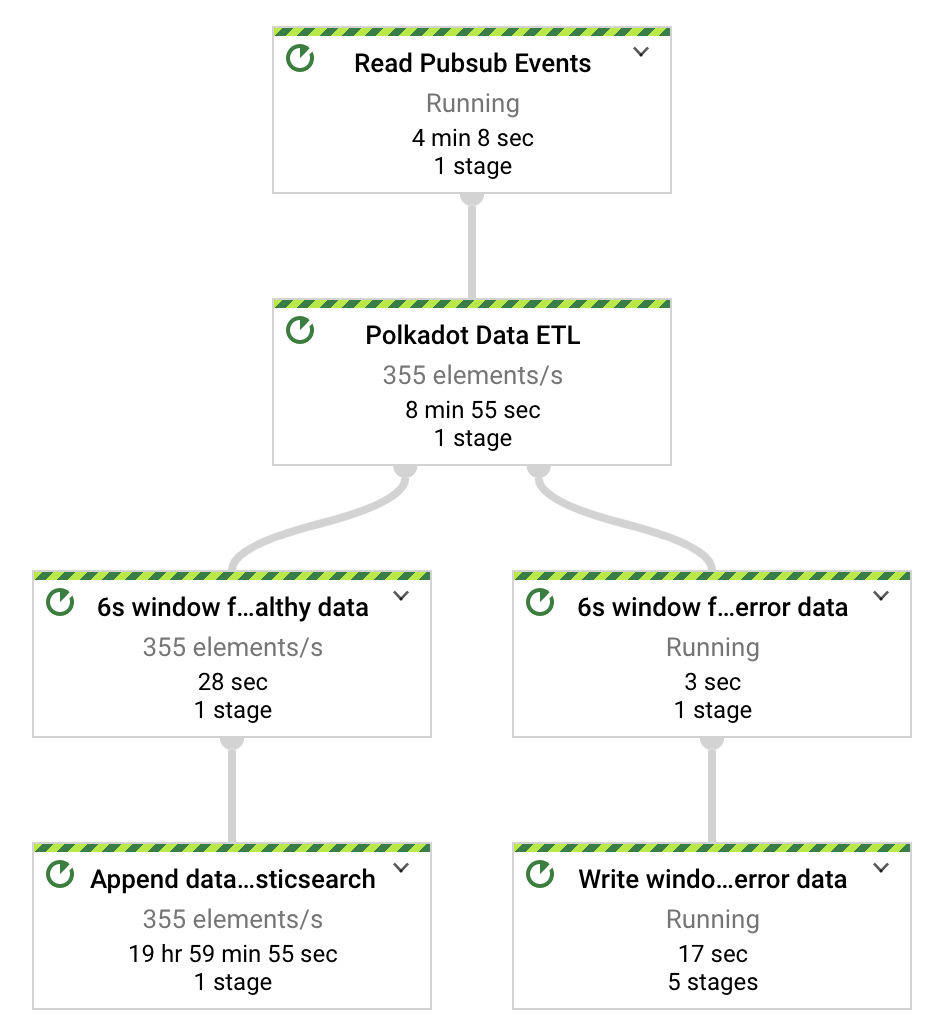 Read Pubsub Events
Running
4 min 8 sec
1 stage
Polkadot Data ETL
355 elements/s
8 min 55 sec
1 stage
6s window f...althy data
355 elements/s
28 sec
1 stage
6s window f...error data
Running
3 sec
1 stage
Append data...sticsearch
355 elements/s
19 hr 59 min 55 sec
1 stage
Write windo...error data
Running
17 sec
5 stages